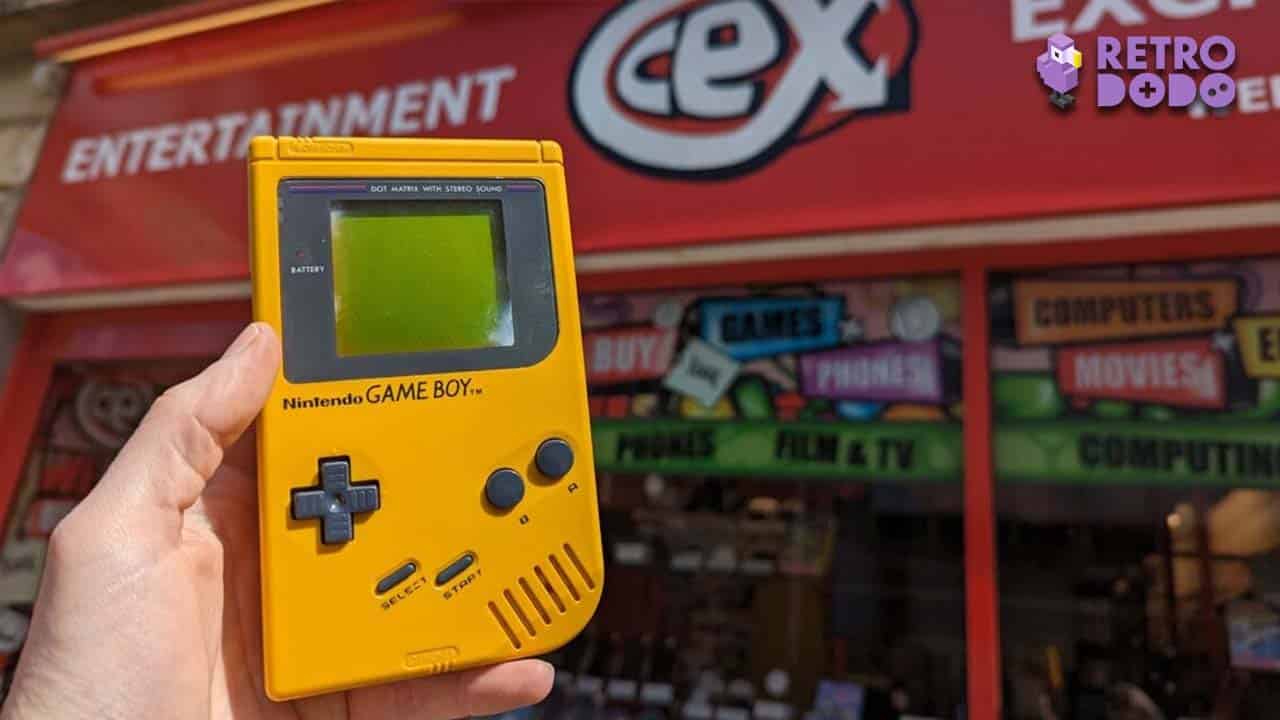 ENTERTAINMENT
cex
RETRO
DODO
DOT MATRIX WITH STEREO SOUND
BATTERY
Nintendo GAME BOY™
A
B
SELECT
START
BUY
GAMES
PHONES
COMPUTERS
MOVIES
PHONES
FILM & TV
COMPUTING